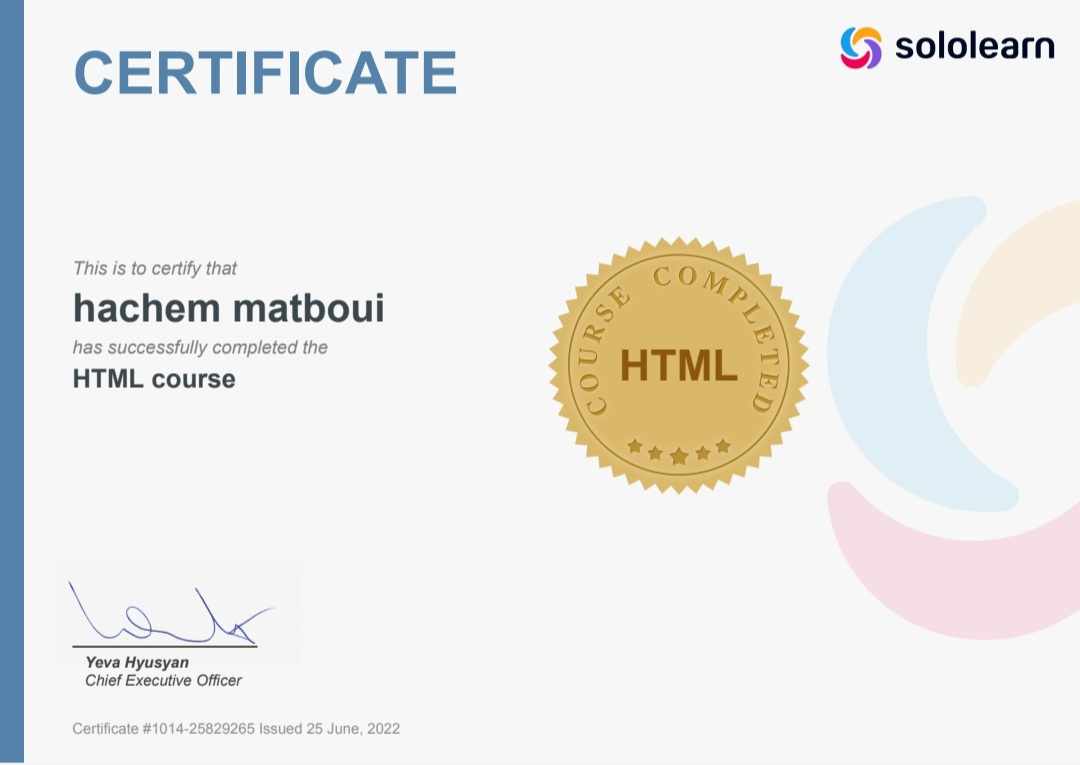 CERTIFICATE
sololearn
This is to certify that
hachem matboui
has successfully completed the
HTML course
COURSE COMPLETED
HTML
Yeva Hyusyan
Chief Executive Officer
Certificate #1014-25829265 Issued 25 June, 2022